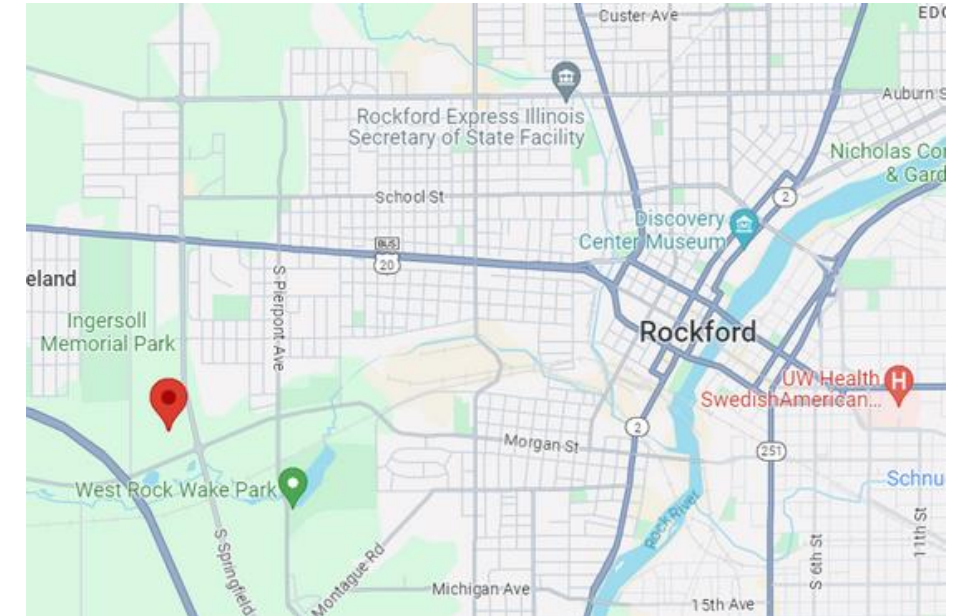 Custer Ave
EDG
Auburn S
Rockford Express Illinois
Secretary of State Facility
Nicholas Con
& Gard
School St
2
Discovery
Center Museum
BUS
20
eland
S Pierpont Ave
Ingersoll
Memorial Park
Rockford
UW Health
SwedishAmerican...
H
2
Morgan St
251
West Rock Wake Park
Schnu
Rock River
S Springfield
Montague Rd
S 6th St
11th St
Michigan Ave
15th Ave